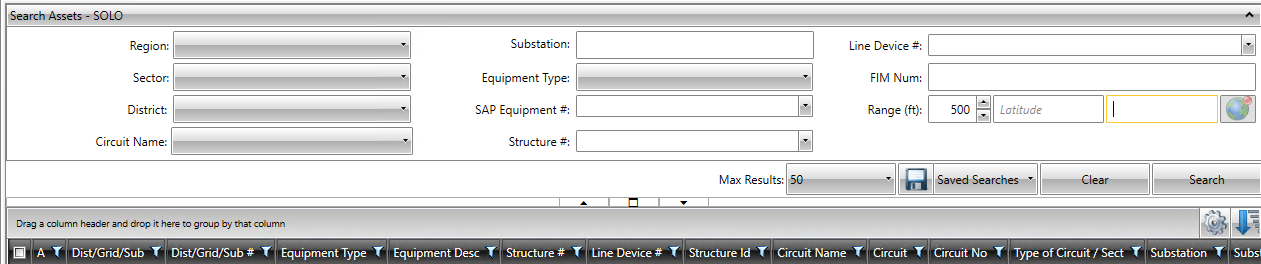 Search Assets - SOLO
Region: Substation: Line Device #:
Sector: Equipment Type: FIM Num:
District: SAP Equipment #: Range (ft): 500 Latitude
Circuit Name: Structure #:
Max Results: 50 Saved Searches Clear Search
Drag a column header and drop it here to group by that column
A Dist/Grid/Sub Dist/Grid/Sub # Equipment Type Equipment Desc Structure # Line Device # Structure Id Circuit Name Circuit Circuit No Type of Circuit / Sect Substation Subst